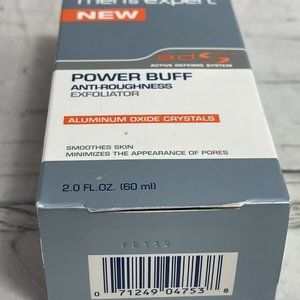 men's expert
NEW
ads
ACTIVE DEFENSE SYSTEM
POWER BUFF
ANTI-ROUGHNESS
EXFOLIATOR
ALUMINUM OXIDE CRYSTALS
SMOOTHES SKIN
MINIMIZES THE APPEARANCE OF PORES
2.0 FL.OZ. (60 ml)
0 71249 04753 8